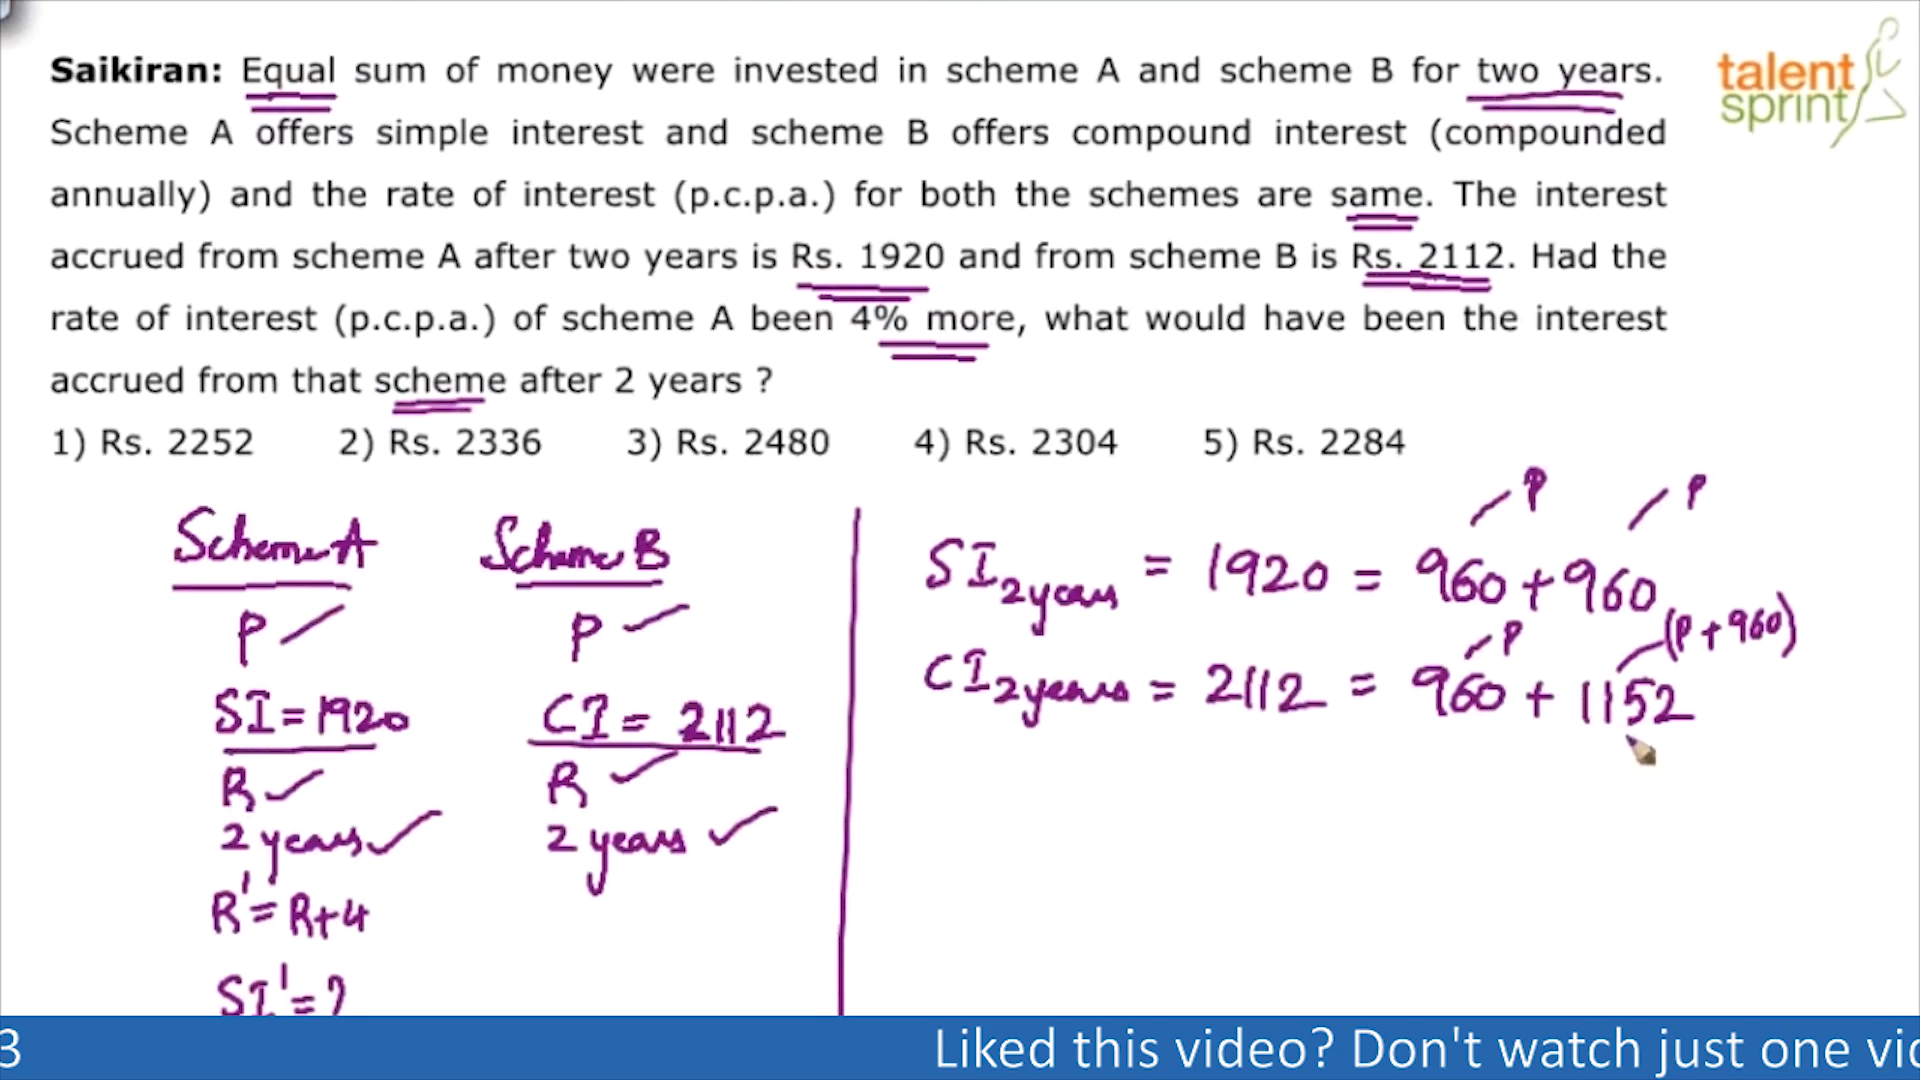 Saikiran: Equal sum of money were invested in scheme A and scheme B for two years.
Scheme A offers simple interest and scheme B offers compound interest (compounded
annually) and the rate of interest (p.c.p.a.) for both the schemes are same. The interest
accrued from scheme A after two years is Rs. 1920 and from scheme B is Rs. 2112. Had the
rate of interest (p.c.p.a.) of scheme A been 4% more, what would have been the interest
accrued from that scheme after 2 years ?
1) Rs. 2252 2) Rs. 2336 3) Rs. 2480 4) Rs. 2304 5) Rs. 2284
talent
sprint
Scheme A
P
SI = 1920
R
2 years
R' = R+4
SI' = ?
Scheme B
P
CI = 2112
R
2 years
P P
SI 2years = 1920 = 960 + 960
P (P + 960)
CI 2years = 2112 = 960 + 1152
3 Liked this video? Don't watch just one vid